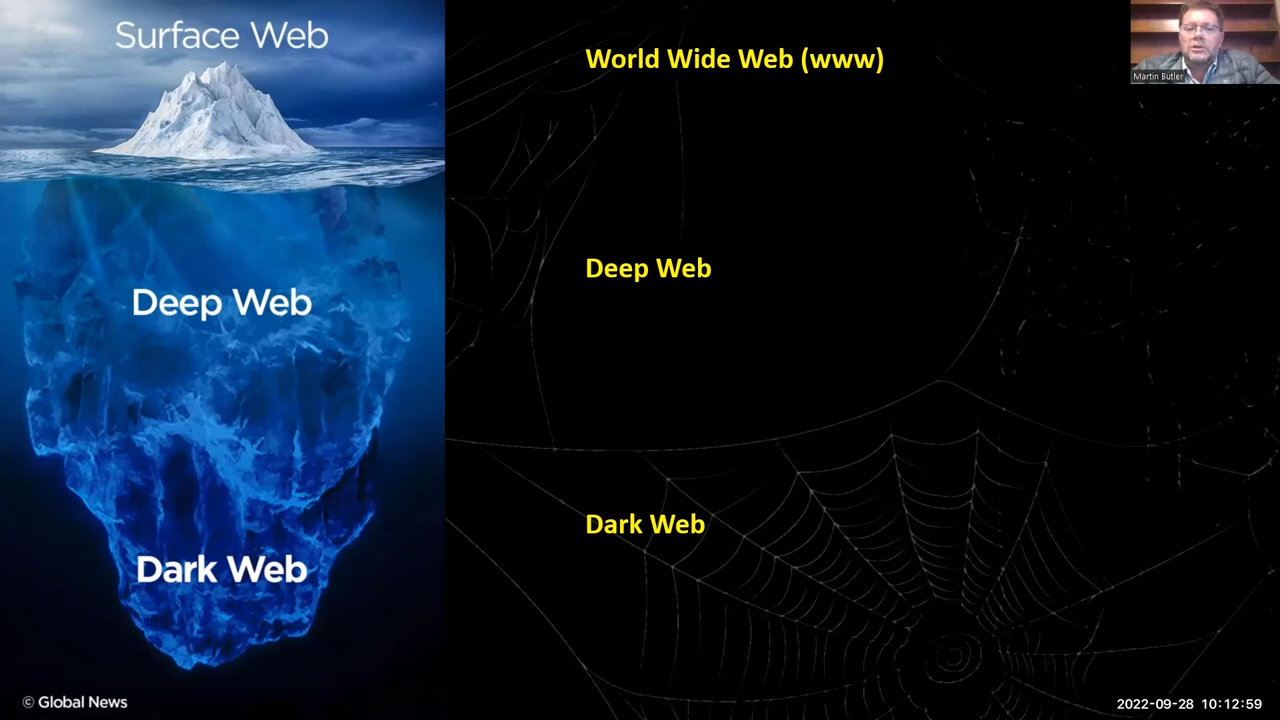 Surface Web
World Wide Web (www)
Martin Butler
Deep Web
Deep Web
Dark Web
Dark Web
© Global News
2022-09-28 10:12:59